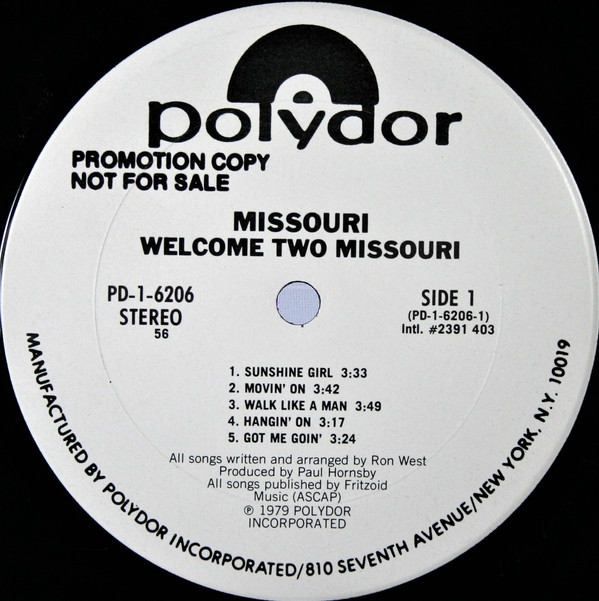 polydor
PROMOTION COPY
NOT FOR SALE
MISSOURI
WELCOME TWO MISSOURI
PD-1-6206
STEREO
56
SIDE 1
(PD-1-6206-1)
Intl. #2391 403
1. SUNSHINE GIRL 3:33
2. MOVIN' ON 3:42
3. WALK LIKE A MAN 3:49
4. HANGIN' ON 3:17
5. GOT ME GOIN' 3:24
All songs written and arranged by Ron West
Produced by Paul Hornsby
All songs published by Fritzoid
Music (ASCAP)
℗ 1979 POLYDOR
INCORPORATED
MANUFACTURED BY POLYDOR INCORPORATED/810 SEVENTH AVENUE/NEW YORK, N.Y. 10019